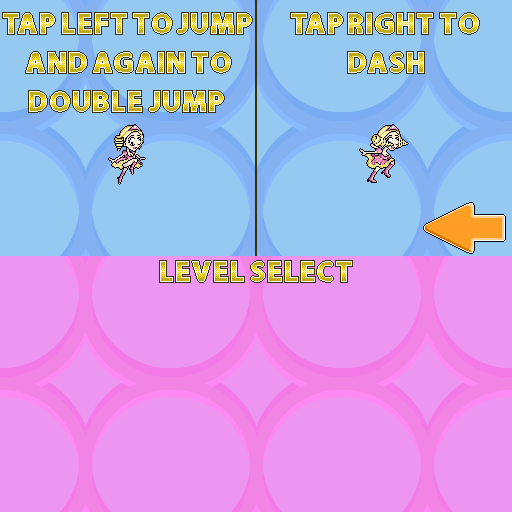 TAP LEFT TO JUMP
AND AGAIN TO
DOUBLE JUMP
TAP RIGHT TO
DASH
LEVEL SELECT